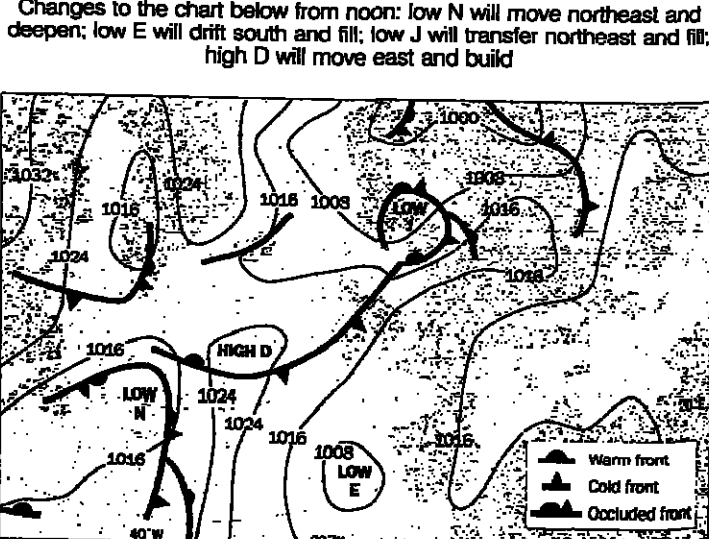 Changes to the chart below from noon: low N will move northeast and
deepen; low E will drift south and fill; low J will transfer northeast and fill;
high D will move east and build
1000
1032
1024
1008
1016
1016
1008
LOW
1016
1024
1016
1016
HIGH D
LOW
N
1024
1024
1016
1016
1016
1008
LOW
E
40°W
Warm front
Cold front
Occluded front